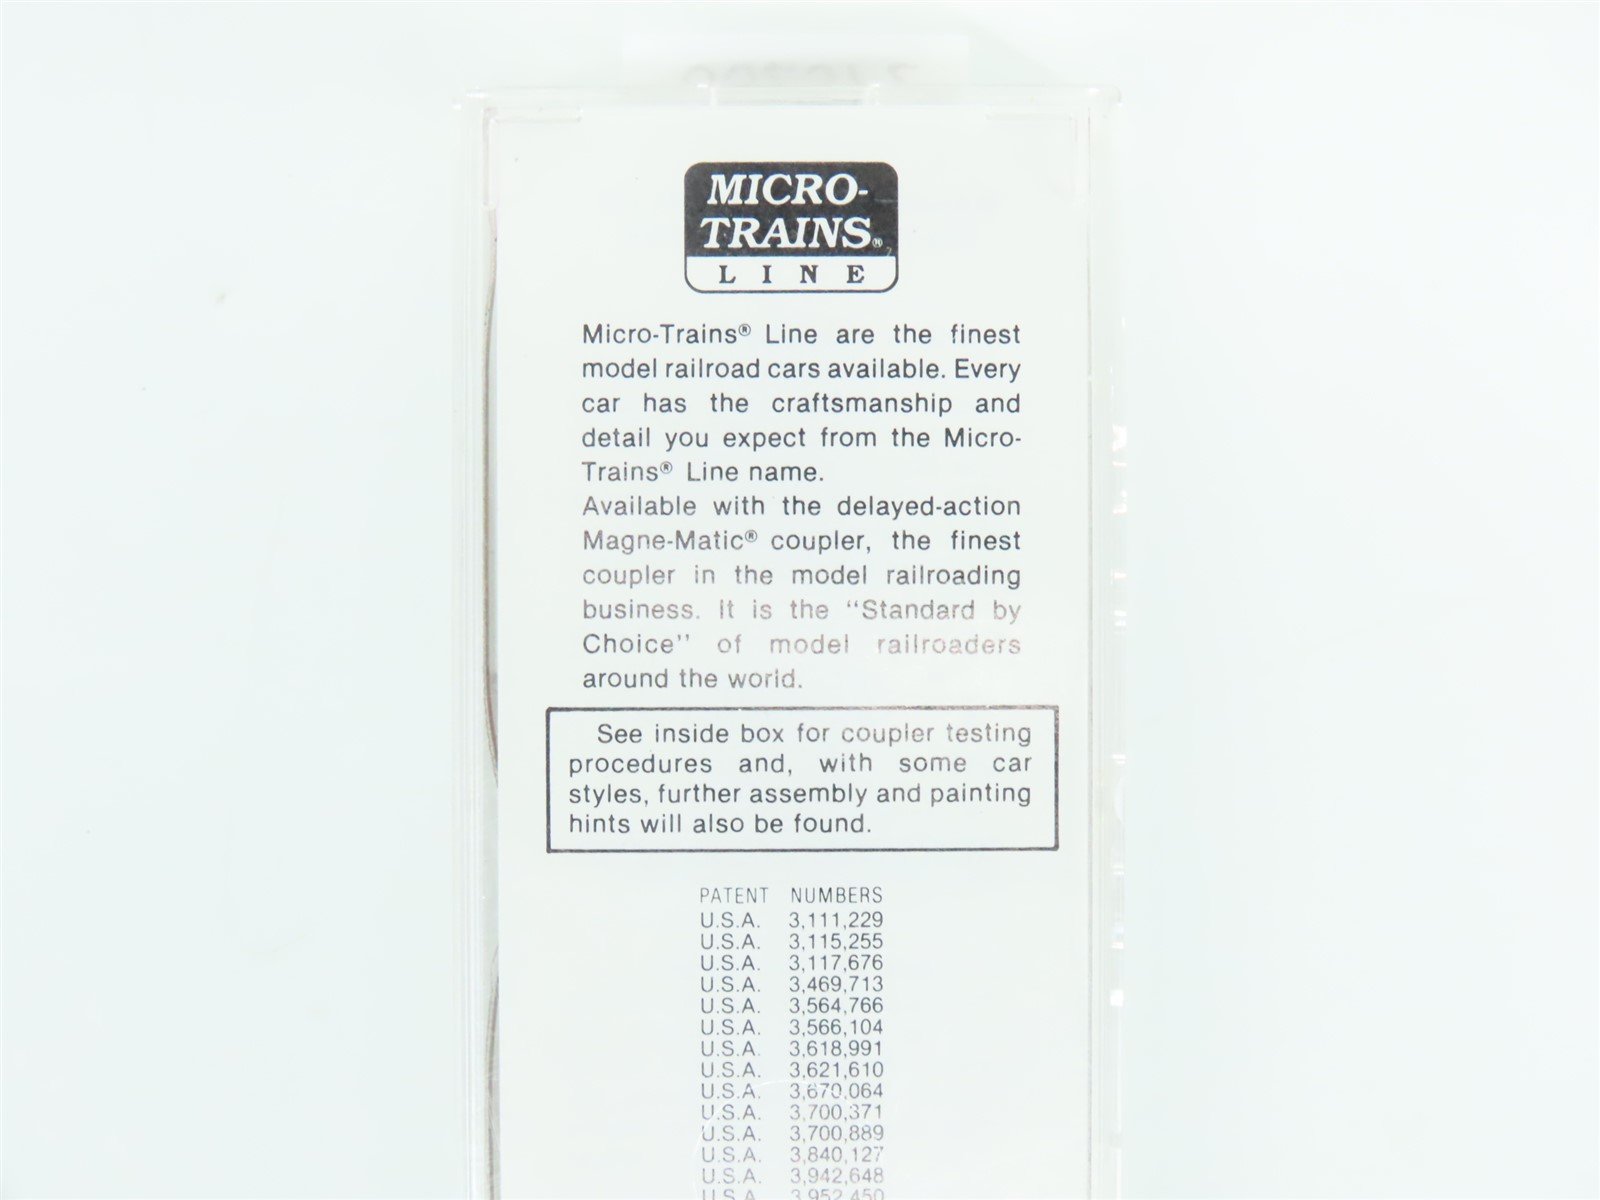 MICRO-
TRAINS®
LINE
Micro-Trains® Line are the finest
model railroad cars available. Every
car has the craftsmanship and
detail you expect from the Micro-
Trains® Line name.
Available with the delayed-action
Magne-Matic® coupler, the finest
coupler in the model railroading
business. It is the “Standard by
Choice” of model railroaders
around the world.
See inside box for coupler testing
procedures and, with some car
styles, further assembly and painting
hints will also be found.
PATENT NUMBERS
U.S.A. 3,111,229
U.S.A. 3,115,255
U.S.A. 3,117,676
U.S.A. 3,469,713
U.S.A. 3,564,766
U.S.A. 3,566,104
U.S.A. 3,618,991
U.S.A. 3,621,610
U.S.A. 3,670,064
U.S.A. 3,700,371
U.S.A. 3,700,889
U.S.A. 3,840,127
U.S.A. 3,942,648
U.S.A. 3,952,450